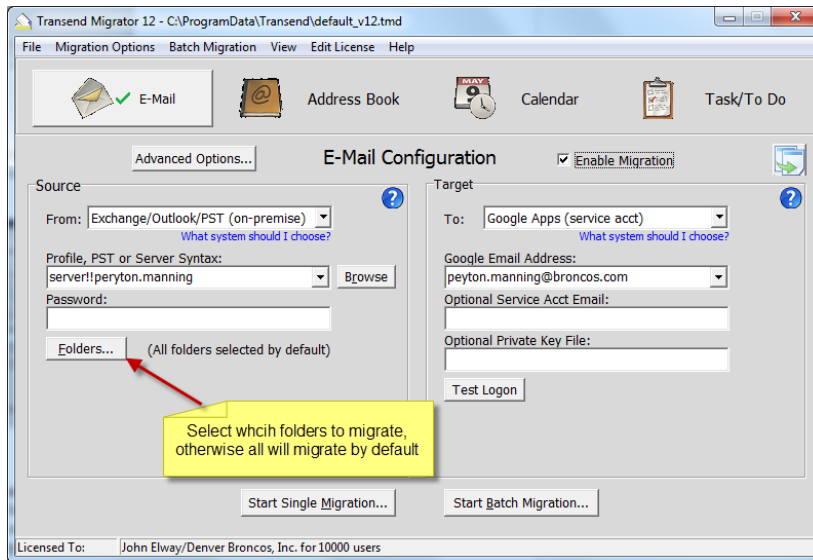 Transend Migrator 12 - C:\ProgramData\Transend\default_v12.tmd
File Migration Options Batch Migration View Edit License Help
E-Mail
Address Book
MAY
9
Calendar
Task/To Do
Advanced Options...
E-Mail Configuration
Enable Migration
Source
From: Exchange/Outlook/PST (on-premise)
What system should I choose?
Profile, PST or Server Syntax:
server!!peryton.manning
Browse
Password:
Folders...
(All folders selected by default)
Select whcih folders to migrate,
otherwise all will migrate by default
Target
To: Google Apps (service acct)
What system should I choose?
Google Email Address:
peyton.manning@broncos.com
Optional Service Acct Email:
Optional Private Key File:
Test Logon
Start Single Migration...
Start Batch Migration...
Licensed To: John Elway/Denver Broncos, Inc. for 10000 users